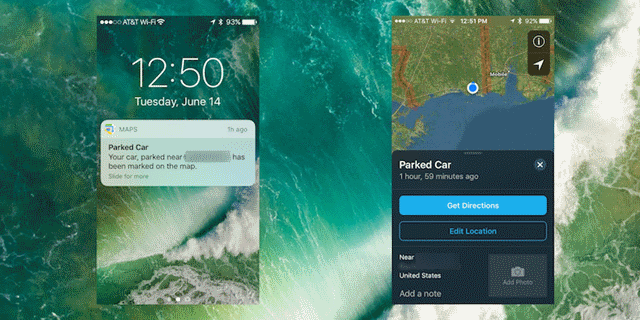 AT&T Wi-Fi 93%
12:50
Tuesday, June 14
MAPS 1h ago
Parked Car
Your car, parked near has
been marked on the map.
Slide for more
AT&T Wi-Fi 12:51 PM 92%
Mobile
Parked Car
1 hour, 59 minutes ago
Get Directions
Edit Location
Near
United States
Add Photo
Add a note